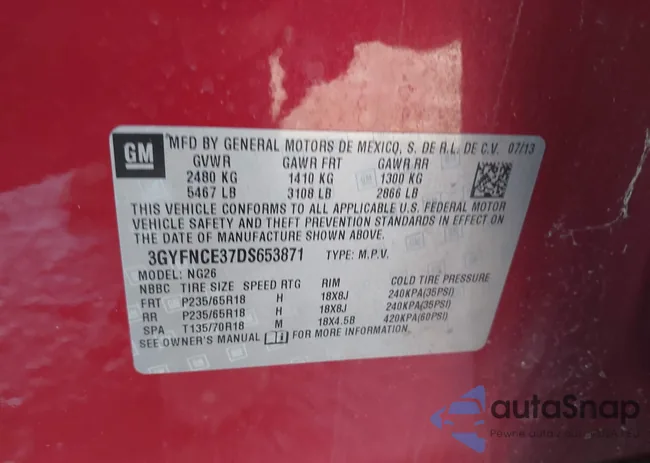 GM
MFD BY GENERAL MOTORS DE MEXICO, S. DE R.L. DE C.V. 07/13
GVWR GAWR FRT GAWR RR
2480 KG 1410 KG 1300 KG
5467 LB 3108 LB 2866 LB
THIS VEHICLE CONFORMS TO ALL APPLICABLE U.S. FEDERAL MOTOR
VEHICLE SAFETY AND THEFT PREVENTION STANDARDS IN EFFECT ON
THE DATE OF MANUFACTURE SHOWN ABOVE.
3GYFNCE37DS653871 TYPE: M.P.V.
MODEL: NG26
NBBC TIRE SIZE SPEED RTG RIM COLD TIRE PRESSURE
FRT P235/65R18 H 18X8J 240KPA(35PSI)
RR P235/65R18 H 18X8J 240KPA(35PSI)
SPA T135/70R18 M 18X4.5B 420KPA(60PSI)
SEE OWNER'S MANUAL FOR MORE INFORMATION.
autoSnap